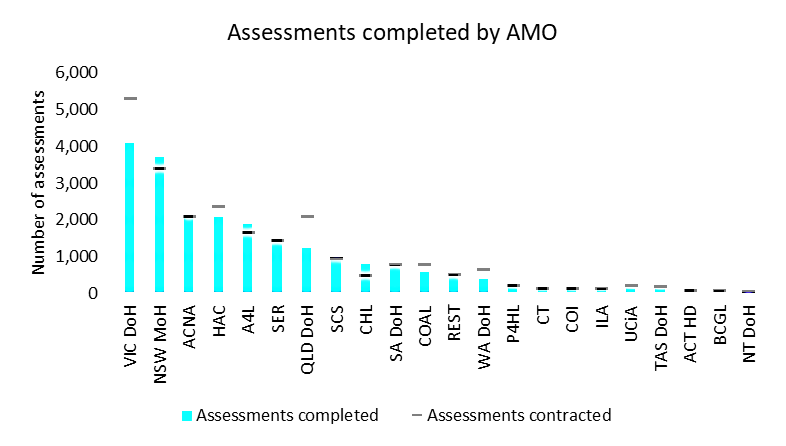 Assessments completed by AMO
Number of assessments
6,000
5,000
4,000
3,000
2,000
1,000
0
VIC DoH
NSW MoH
ACNA
HAC
A4L
SER
QLD DoH
SCS
CHL
SA DoH
COAL
REST
WA DoH
P4HL
CT
COI
ILA
UCiA
TAS DoH
ACT HD
BCGL
NT DoH
Assessments completed
Assessments contracted